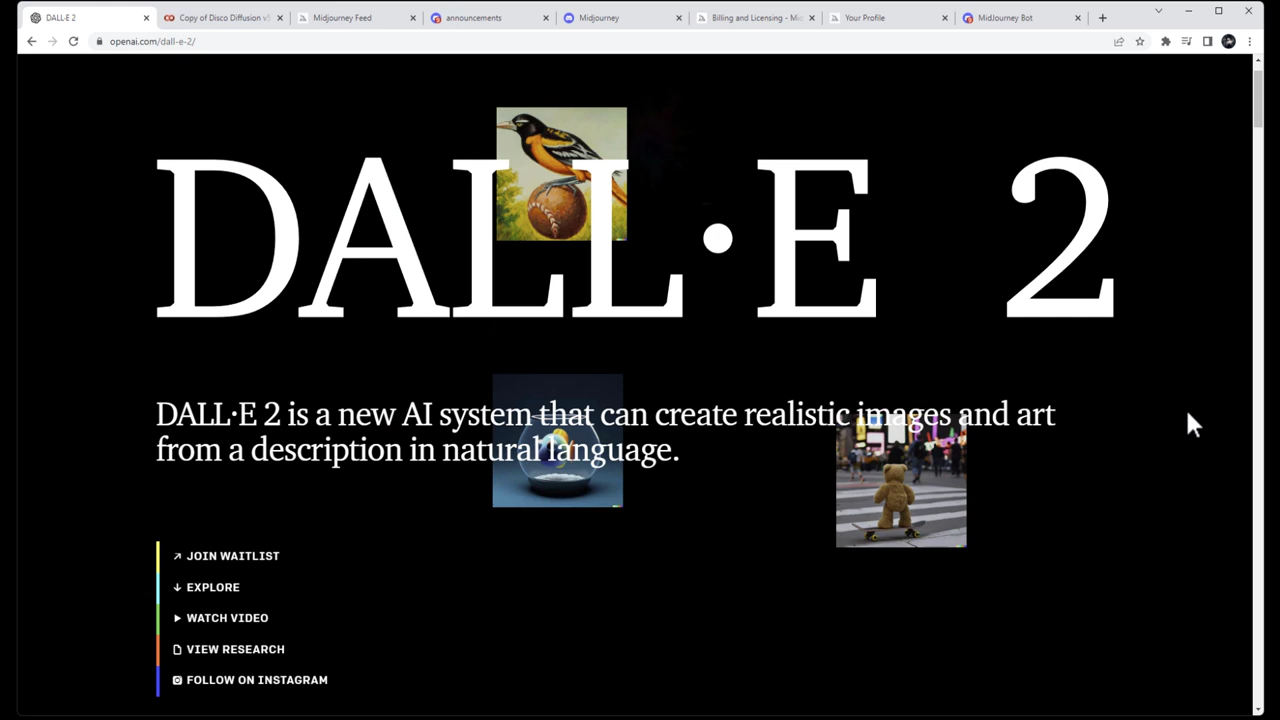 DALL·E 2
Copy of Disco Diffusion v5
Midjourney Feed
announcements
Midjourney
Billing and Licensing - Mi
Your Profile
MidJourney Bot
openai.com/dall-e-2/
DALL·E 2
DALL·E 2 is a new AI system that can create realistic images and art
from a description in natural language.
JOIN WAITLIST
EXPLORE
WATCH VIDEO
VIEW RESEARCH
FOLLOW ON INSTAGRAM